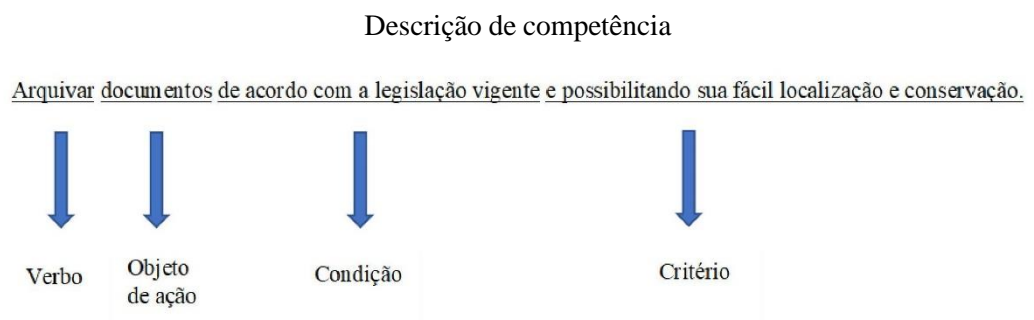 Descrição de competência
Arquivar documentos de acordo com a legislação vigente e possibilitando sua fácil localização e conservação.
Verbo
Objeto
de ação
Condição
Critério